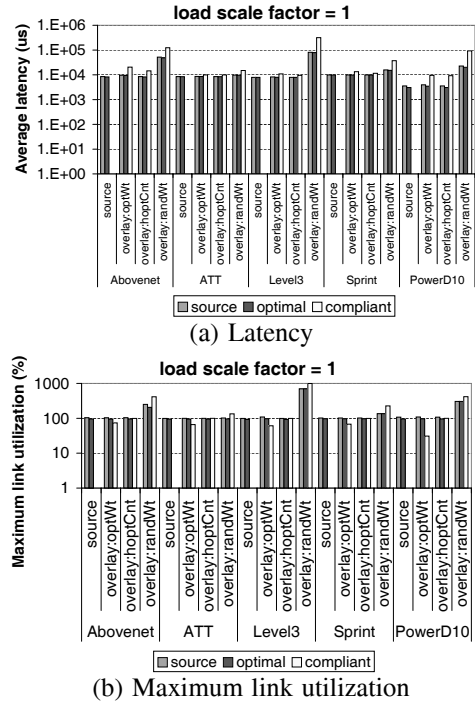 load scale factor = 1
Average latency (us)
1.E+06
1.E+05
1.E+04
1.E+03
1.E+02
1.E+01
1.E+00
source
overlay:optWt
overlay:hoptCnt
overlay:randWt
source
overlay:optWt
overlay:hoptCnt
overlay:randWt
source
overlay:optWt
overlay:hoptCnt
overlay:randWt
source
overlay:optWt
overlay:hoptCnt
overlay:randWt
source
overlay:optWt
overlay:hoptCnt
overlay:randWt
Abovenet ATT Level3 Sprint PowerD10
source optimal compliant
(a) Latency
load scale factor = 1
Maximum link utilization (%)
1000
100
10
1
source
overlay:optWt
overlay:hoptCnt
overlay:randWt
source
overlay:optWt
overlay:hoptCnt
overlay:randWt
source
overlay:optWt
overlay:hoptCnt
overlay:randWt
source
overlay:optWt
overlay:hoptCnt
overlay:randWt
source
overlay:optWt
overlay:hoptCnt
overlay:randWt
Abovenet ATT Level3 Sprint PowerD10
source optimal compliant
(b) Maximum link utilization